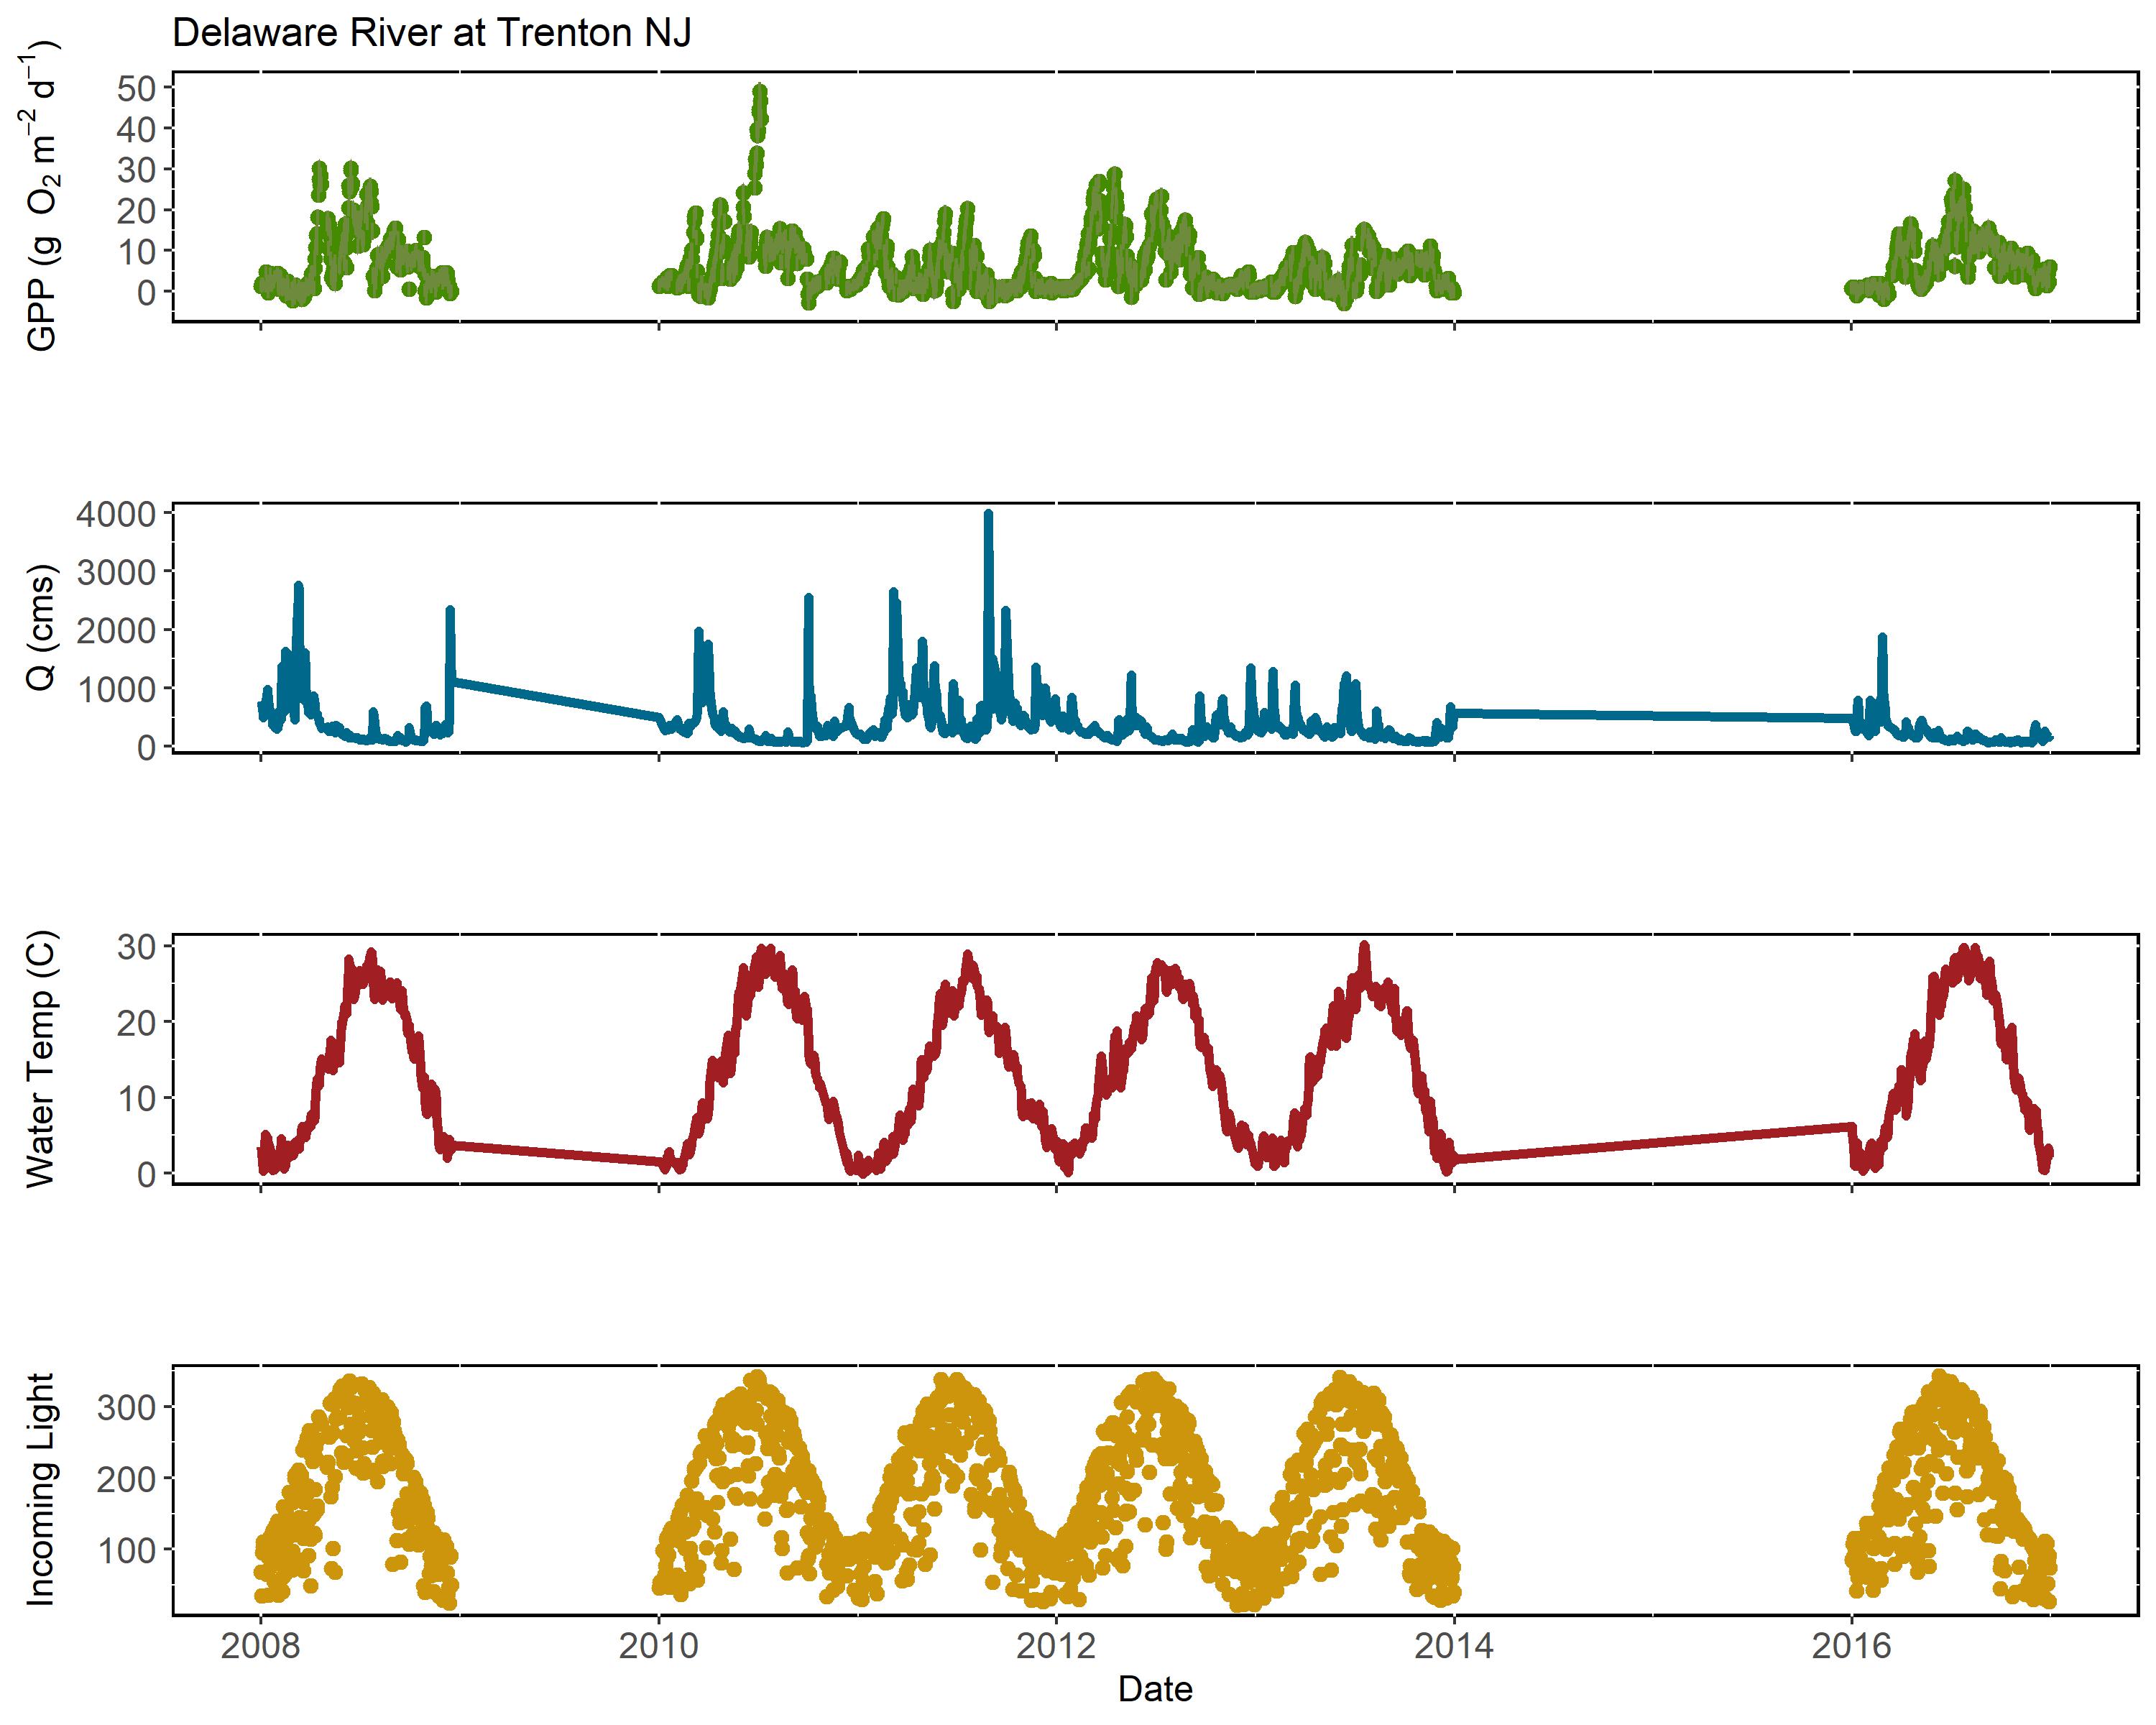 Delaware River at Trenton NJ
GPP (g O₂ m⁻² d⁻¹)
50
40
30
20
10
0
Q (cms)
4000
3000
2000
1000
0
Water Temp (C)
30
20
10
0
Incoming Light
300
200
100
2008 2010 2012 2014 2016
Date